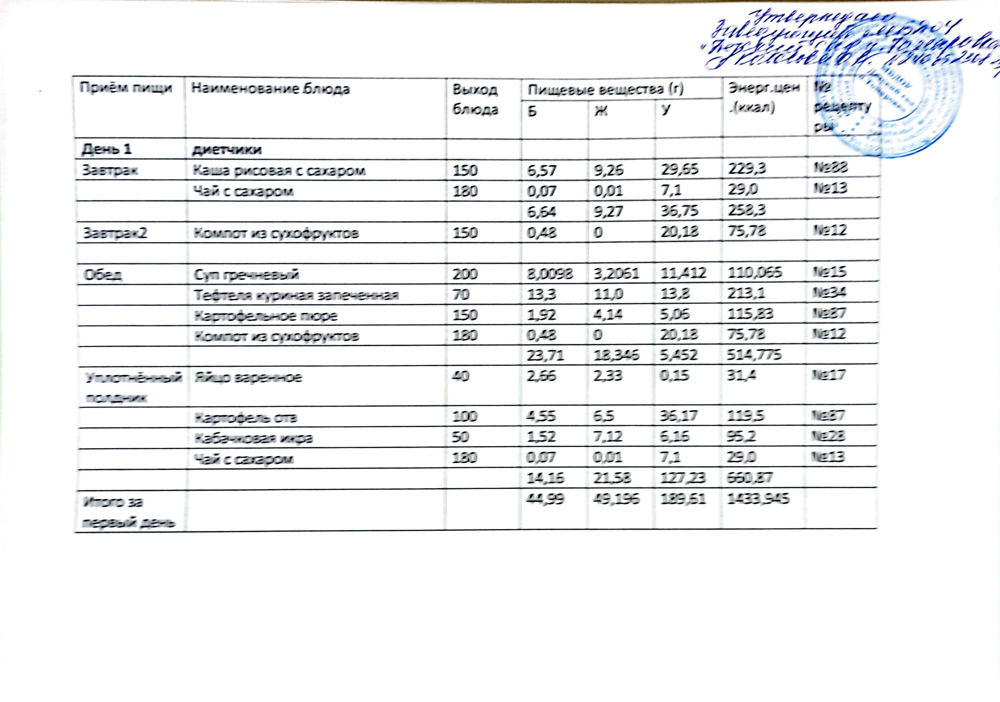 Утверждаю
Заведующий МБДОУ
"Детский сад
Приём пищи Наименование блюда Выход блюда Пищевые вещества (г) Энерг.цен .(ккал) № рецепту ры
Б Ж У
День 1 диетчики
Завтрак Каша рисовая с сахаром 150 6,57 9,26 29,65 229,3 №88
Чай с сахаром 180 0,07 0,01 7,1 29,0 №13
6,64 9,27 36,75 258,3
Завтрак2 Компот из сухофруктов 150 0,48 0 20,18 75,78 №12
Обед Суп гречневый 200 8,0098 3,2061 11,412 110,065 №15
Тефтеля куриная запеченная 70 13,3 11,0 13,8 213,1 №34
Картофельное пюре 150 1,92 4,14 5,06 115,83 №87
Компот из сухофруктов 180 0,48 0 20,18 75,78 №12
23,71 18,346 5,452 514,775
Уплотнённый полдник Яйцо варенное 40 2,66 2,33 0,15 31,4 №17
Картофель отв 100 4,55 6,5 36,17 119,5 №87
Кабачковая икра 50 1,52 7,12 6,16 95,2 №28
Чай с сахаром 180 0,07 0,01 7,1 29,0 №13
14,16 21,58 127,23 660,87
Итого за первый день 44,99 49,196 189,61 1433,945